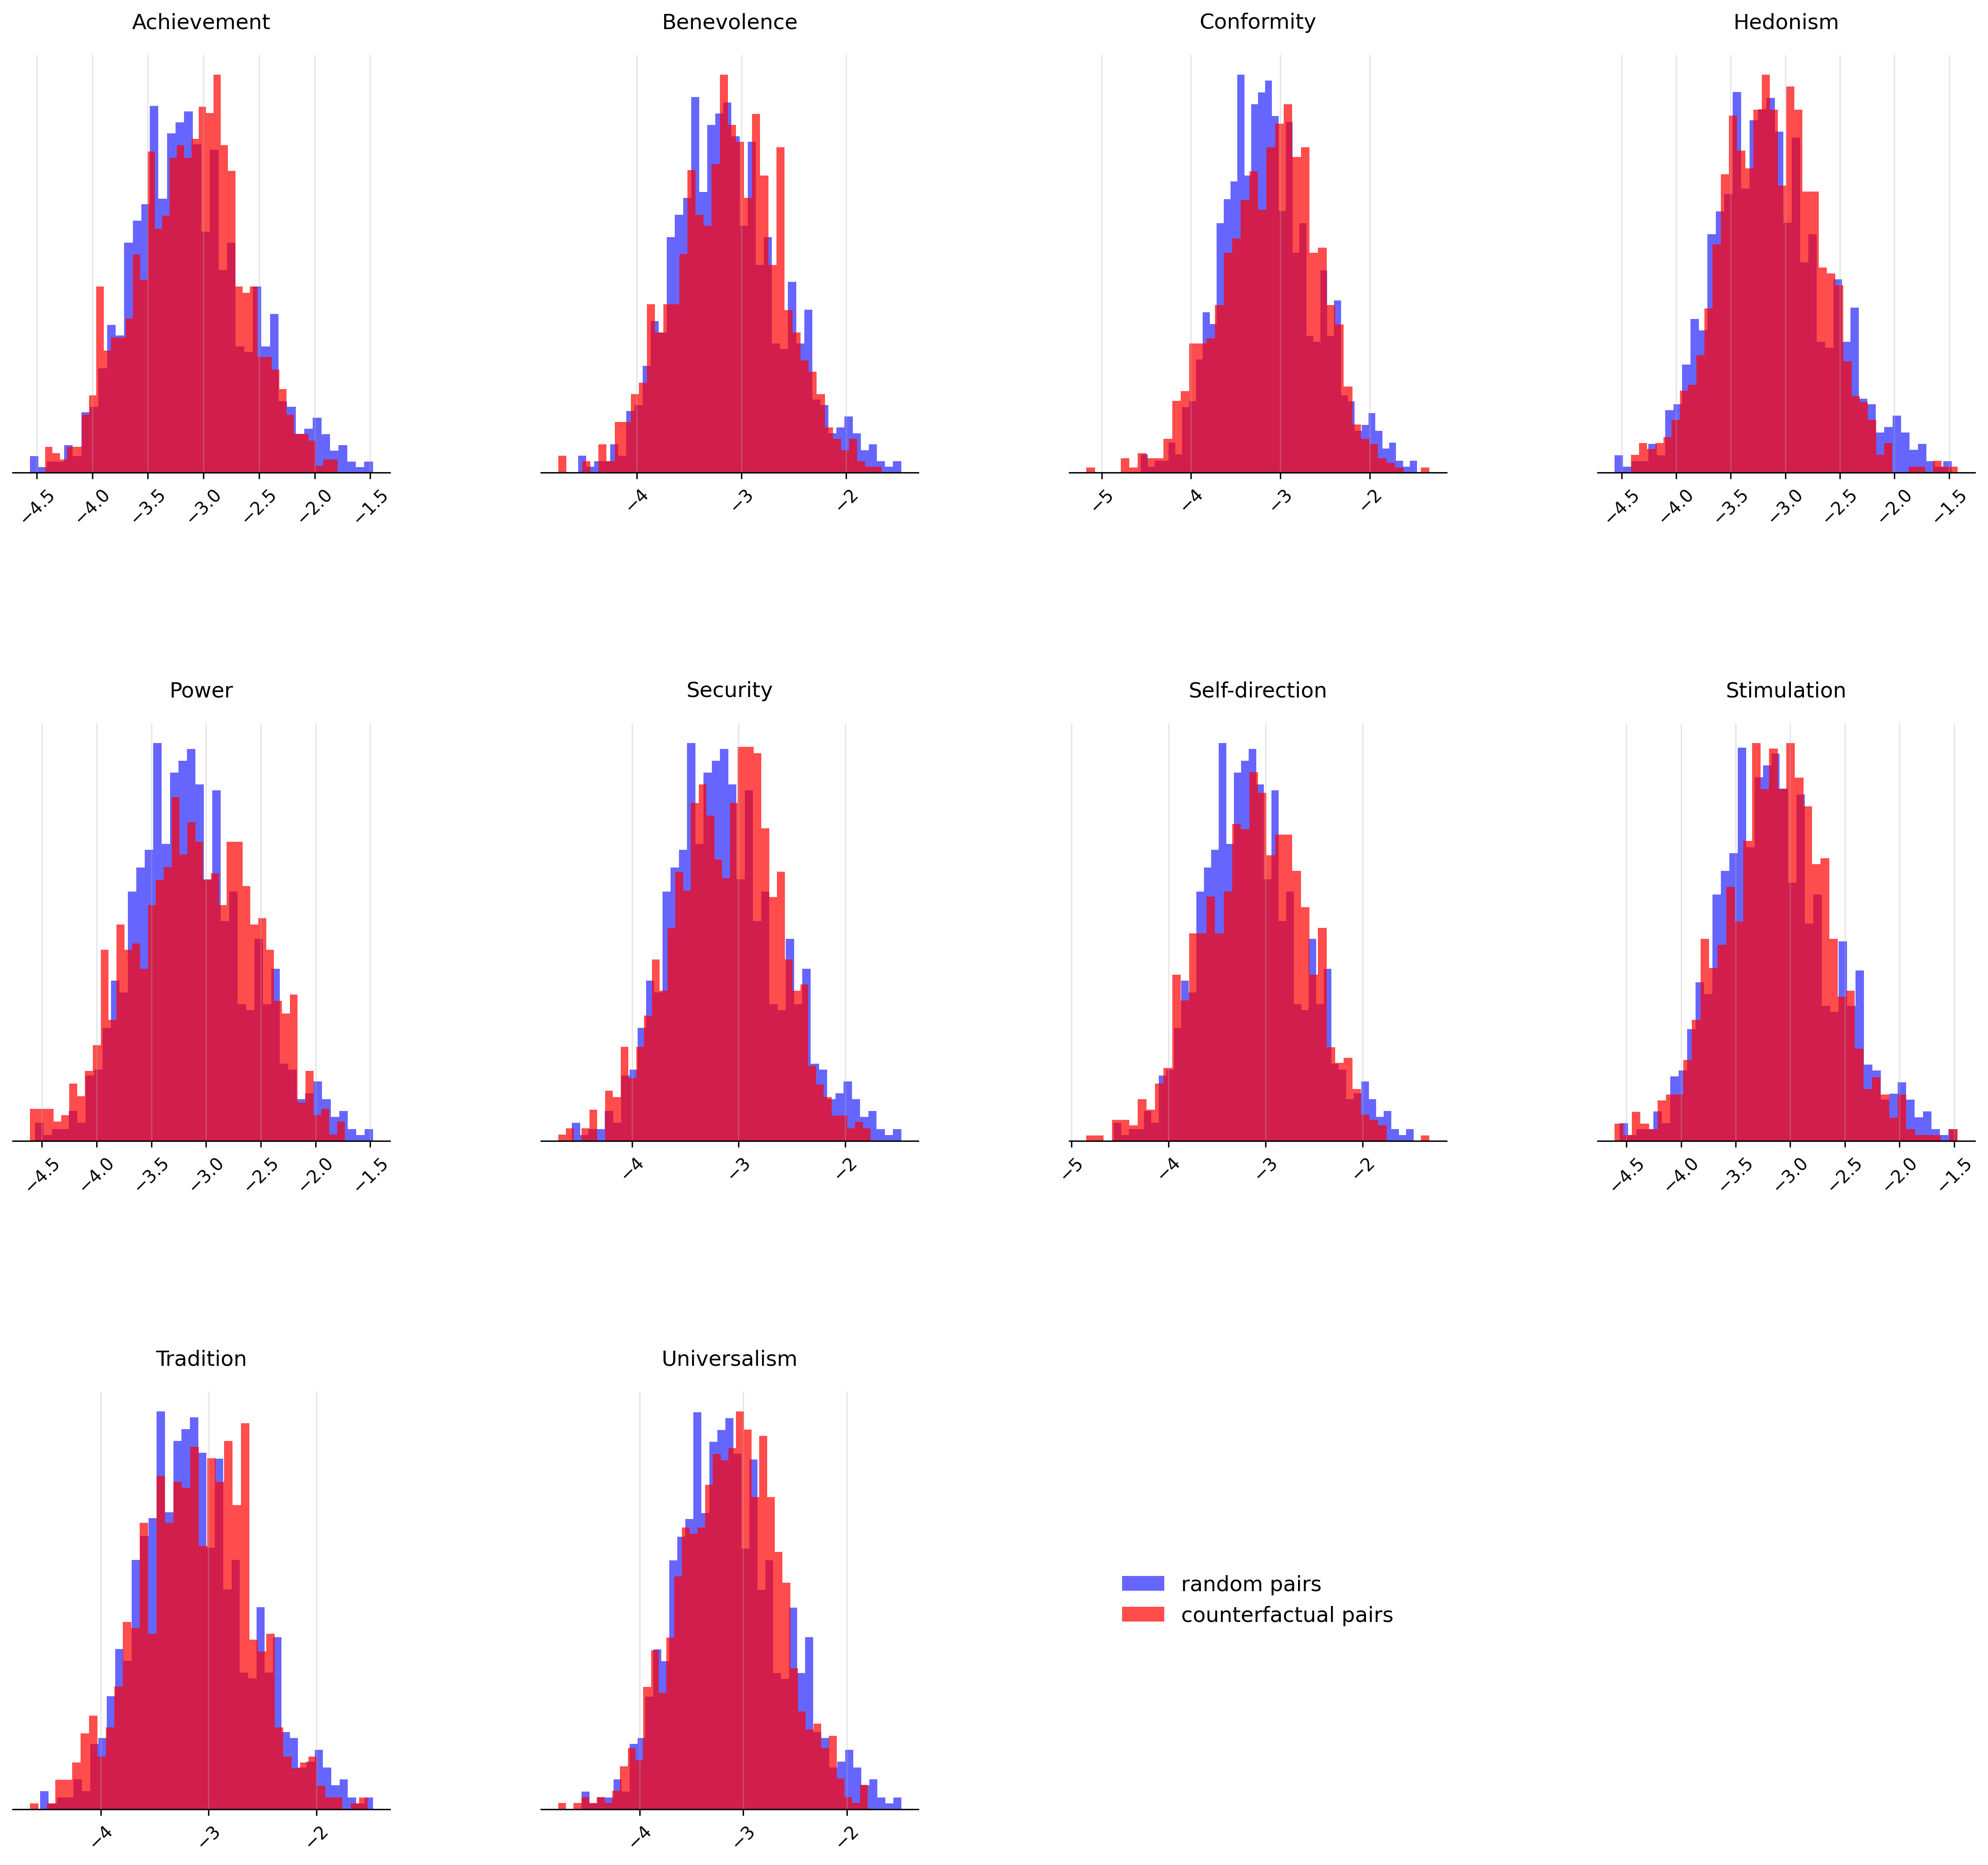 Achievement Benevolence Conformity Hedonism
−4.5 −4.0 −3.5 −3.0 −2.5 −2.0 −1.5 −4 −3 −2 −5 −4 −3 −2 −4.5 −4.0 −3.5 −3.0 −2.5 −2.0 −1.5
Power Security Self-direction Stimulation
−4.5 −4.0 −3.5 −3.0 −2.5 −2.0 −1.5 −4 −3 −2 −5 −4 −3 −2 −4.5 −4.0 −3.5 −3.0 −2.5 −2.0 −1.5
Tradition Universalism
random pairs
counterfactual pairs
−4 −3 −2 −4 −3 −2